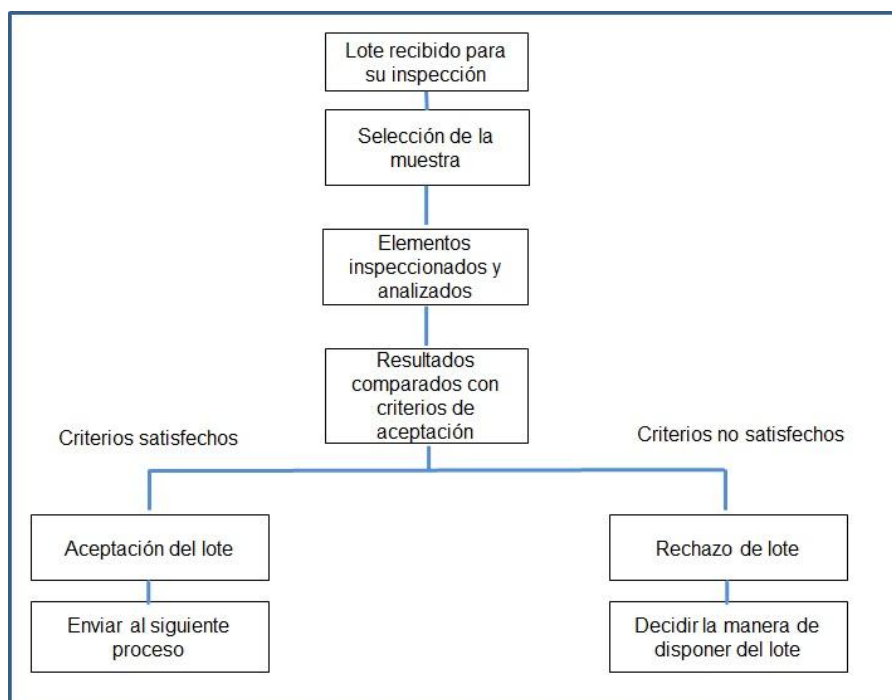 Lote recibido para
su inspección
Selección de la
muestra
Elementos
inspeccionados y
analizados
Resultados
comparados con
criterios de
aceptación
Criterios satisfechos
Criterios no satisfechos
Aceptación del lote
Rechazo de lote
Enviar al siguiente
proceso
Decidir la manera de
disponer del lote